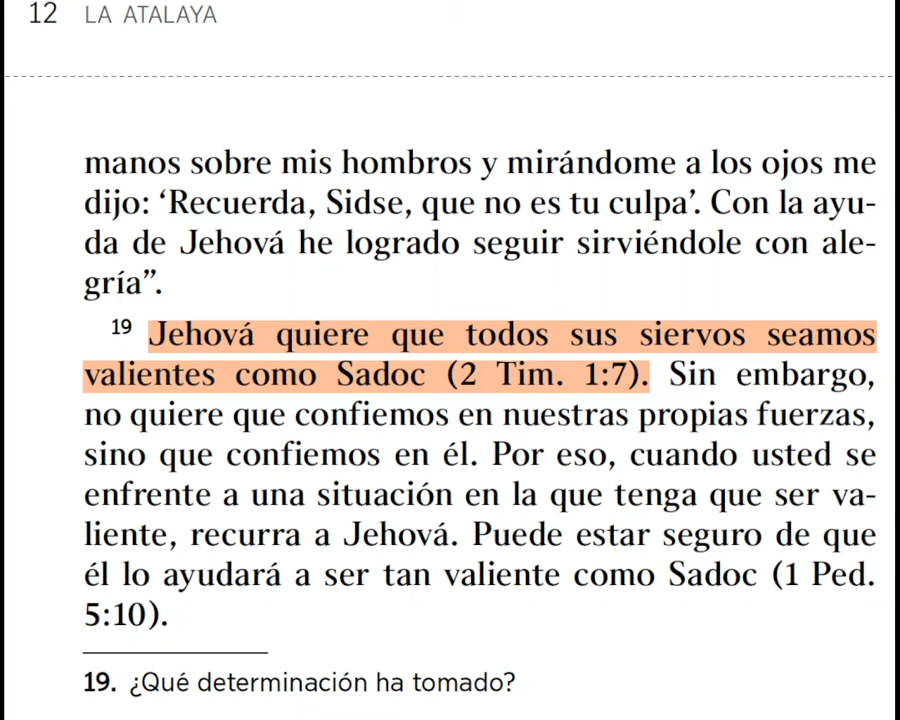 12 LA ATALAYA
manos sobre mis hombros y mirándome a los ojos me
dijo: ‘Recuerda, Sidse, que no es tu culpa’. Con la ayu-
da de Jehová he logrado seguir sirviéndole con ale-
gría”.
19 Jehová quiere que todos sus siervos seamos
valientes como Sadoc (2 Tim. 1:7). Sin embargo,
no quiere que confiemos en nuestras propias fuerzas,
sino que confiemos en él. Por eso, cuando usted se
enfrente a una situación en la que tenga que ser va-
liente, recurra a Jehová. Puede estar seguro de que
él lo ayudará a ser tan valiente como Sadoc (1 Ped.
5:10).
19. ¿Qué determinación ha tomado?